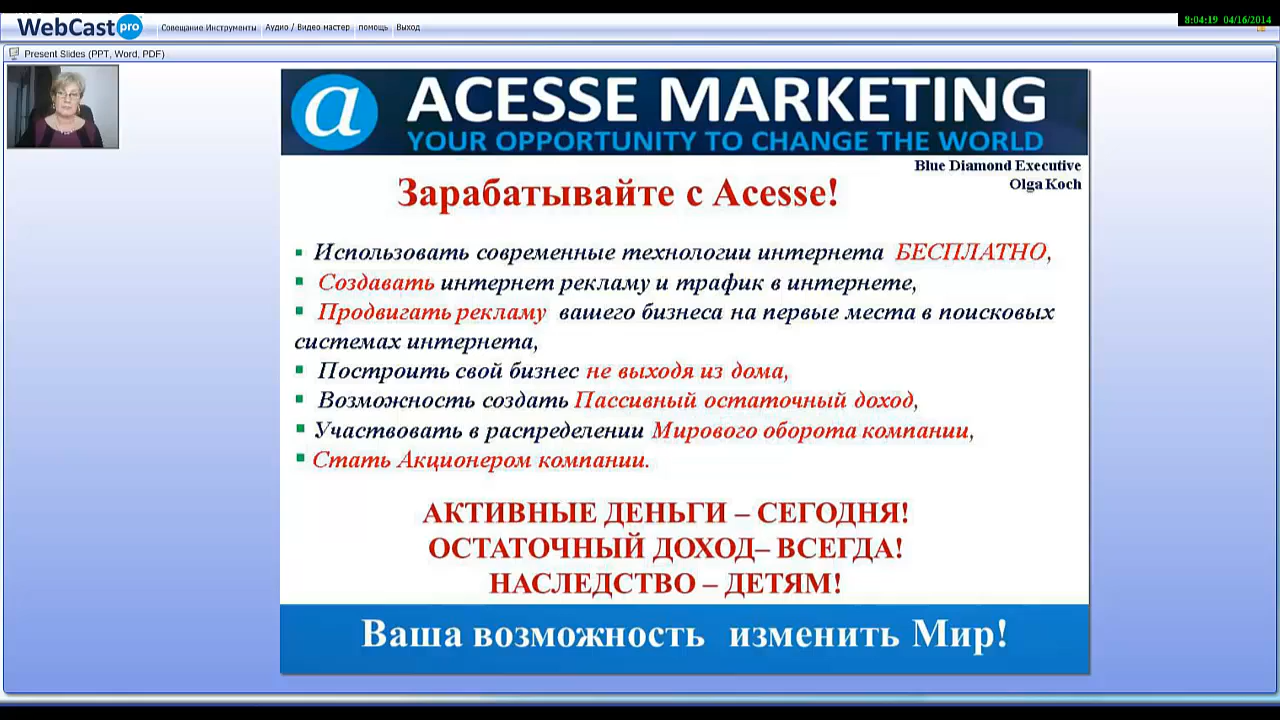 WebCast pro
Совещание Инструменты Аудио / Видео мастер помощь Выход
8:04:19 04/16/2014
Present Slides (PPT, Word, PDF)
a ACESSE MARKETING
YOUR OPPORTUNITY TO CHANGE THE WORLD
Blue Diamond Executive
Olga Koch
Зарабатывайте с Acesse!
Использовать современные технологии интернета БЕСПЛАТНО,
Создавать интернет рекламу и трафик в интернете,
Продвигать рекламу вашего бизнеса на первые места в поисковых
системах интернета,
Построить свой бизнес не выходя из дома,
Возможность создать Пассивный остаточный доход,
Участвовать в распределении Мирового оборота компании,
Стать Акционером компании.
АКТИВНЫЕ ДЕНЬГИ – СЕГОДНЯ!
ОСТАТОЧНЫЙ ДОХОД– ВСЕГДА!
НАСЛЕДСТВО – ДЕТЯМ!
Ваша возможность изменить Мир!